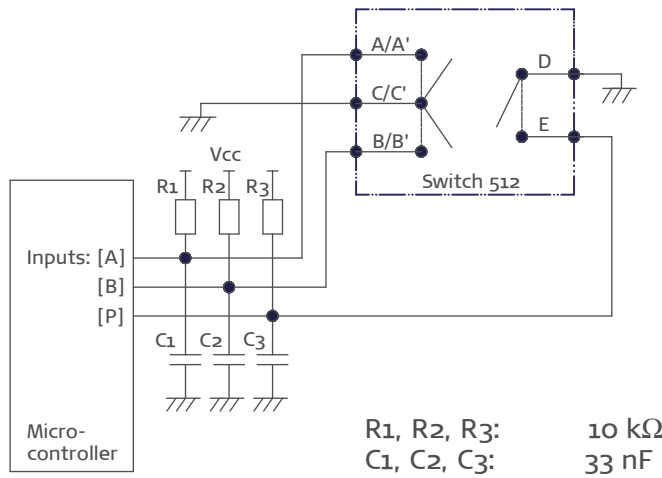 A/A'
D
C/C'
E
B/B'
Switch 512
Vcc
R1 R2 R3
Inputs: [A]
[B]
[P]
C1 C2 C3
Micro-
controller
R1, R2, R3: 10 kΩ
C1, C2, C3: 33 nF